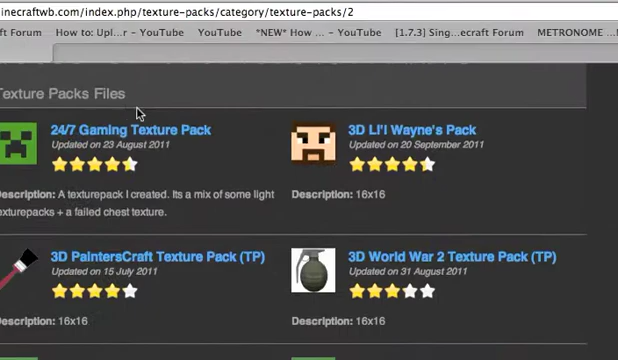 inecraftwb.com/index.php/texture-packs/category/texture-packs/2
ft Forum How to: Upl...r - YouTube YouTube *NEW* How ... - YouTube [1.7.3] Sing...ecraft Forum METRONOME ...
Texture Packs Files
24/7 Gaming Texture Pack
Updated on 23 August 2011
Description: A texturepack I created. Its a mix of some light
texturepacks + a failed chest texture.
3D Li'l Wayne's Pack
Updated on 20 September 2011
Description: 16x16
3D PaintersCraft Texture Pack (TP)
Updated on 15 July 2011
Description: 16x16
3D World War 2 Texture Pack (TP)
Updated on 31 August 2011
Description: 16x16